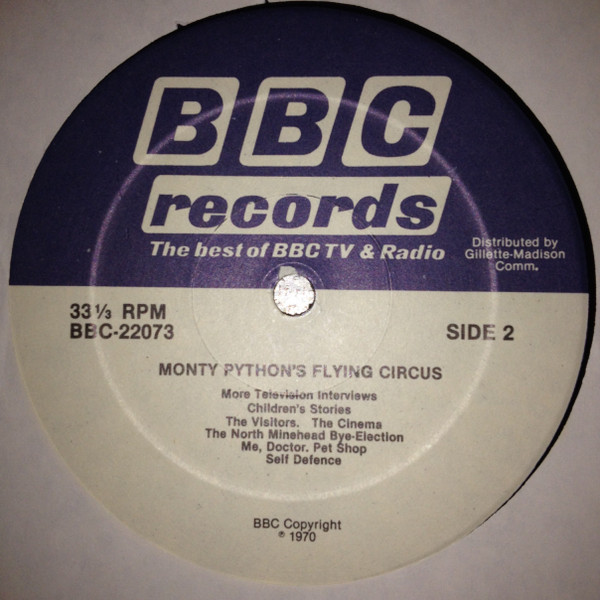 BBC
records
The best of BBC TV & Radio
Distributed by
Gillette-Madison
Comm.
33 1/3 RPM
BBC-22073
SIDE 2
MONTY PYTHON'S FLYING CIRCUS
More Television Interviews
Children's Stories
The Visitors. The Cinema
The North Minehead Bye-Election
Me, Doctor. Pet Shop
Self Defence
BBC Copyright
℗ 1970